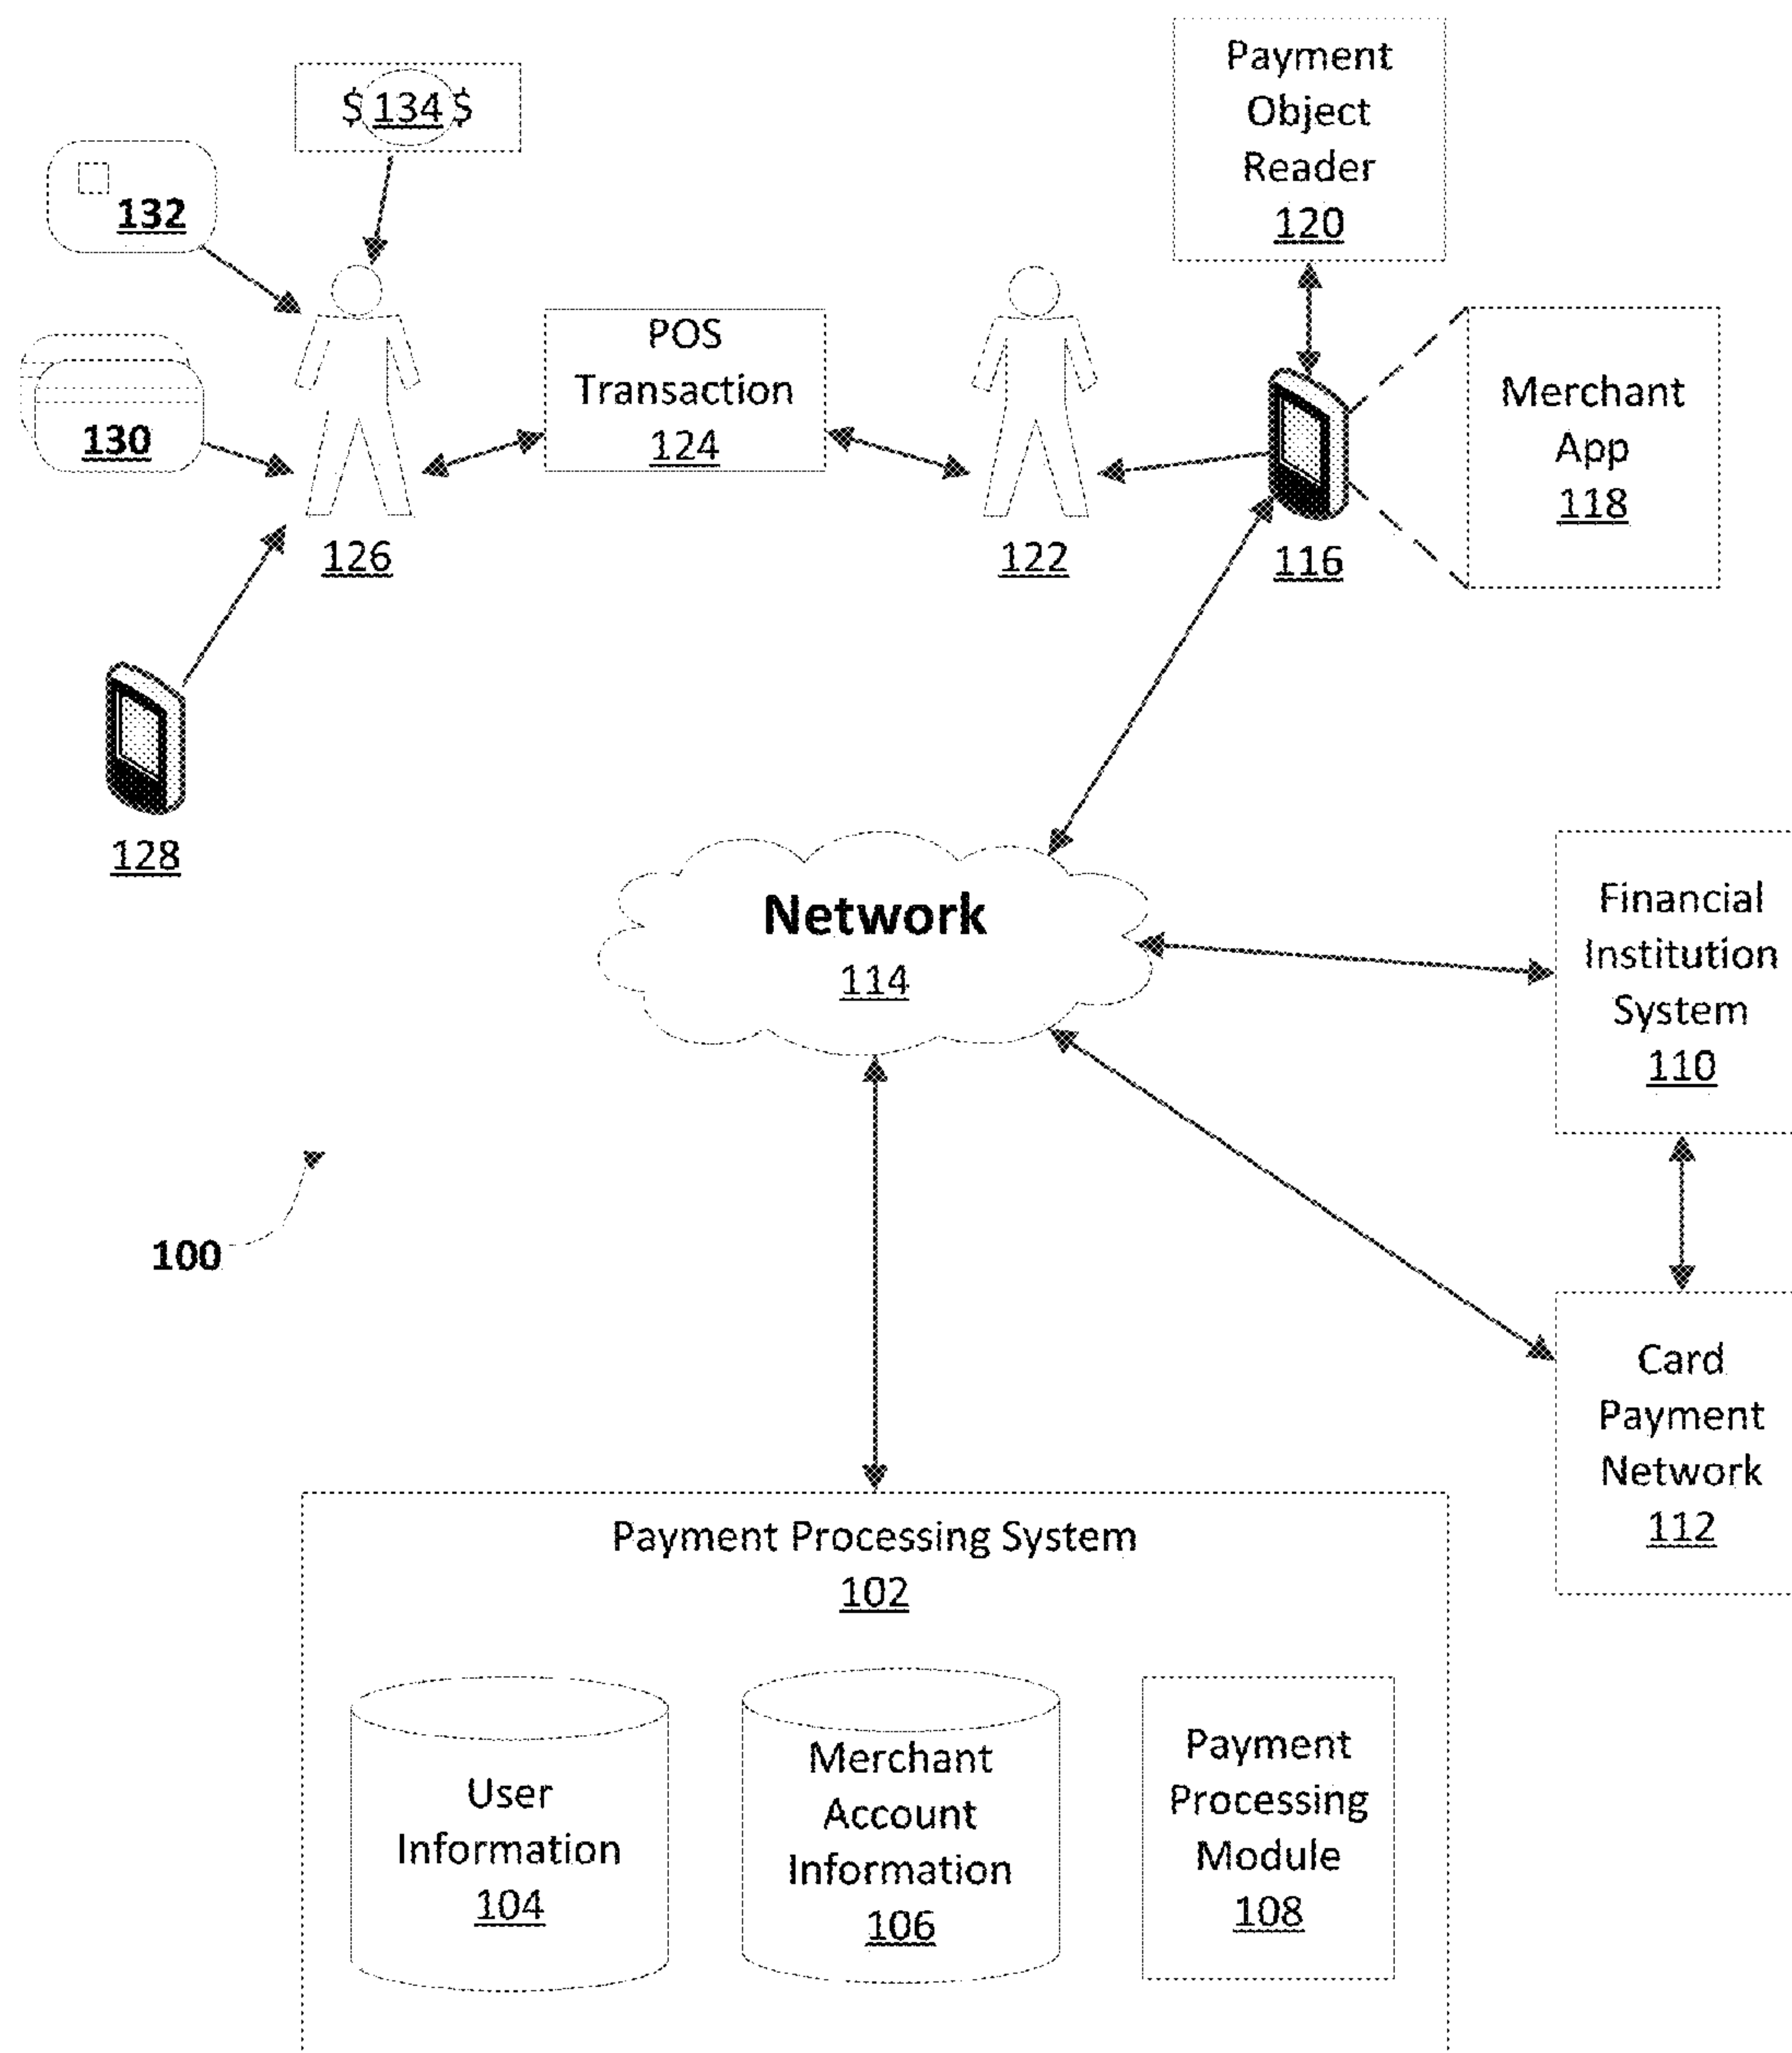 $ 134 $
132
130
126
128
POS
Transaction
124
122
116
Payment
Object
Reader
120
Merchant
App
118
Network
114
Financial
Institution
System
110
100
Card
Payment
Network
112
Payment Processing System
102
User
Information
104
Merchant
Account
Information
106
Payment
Processing
Module
108